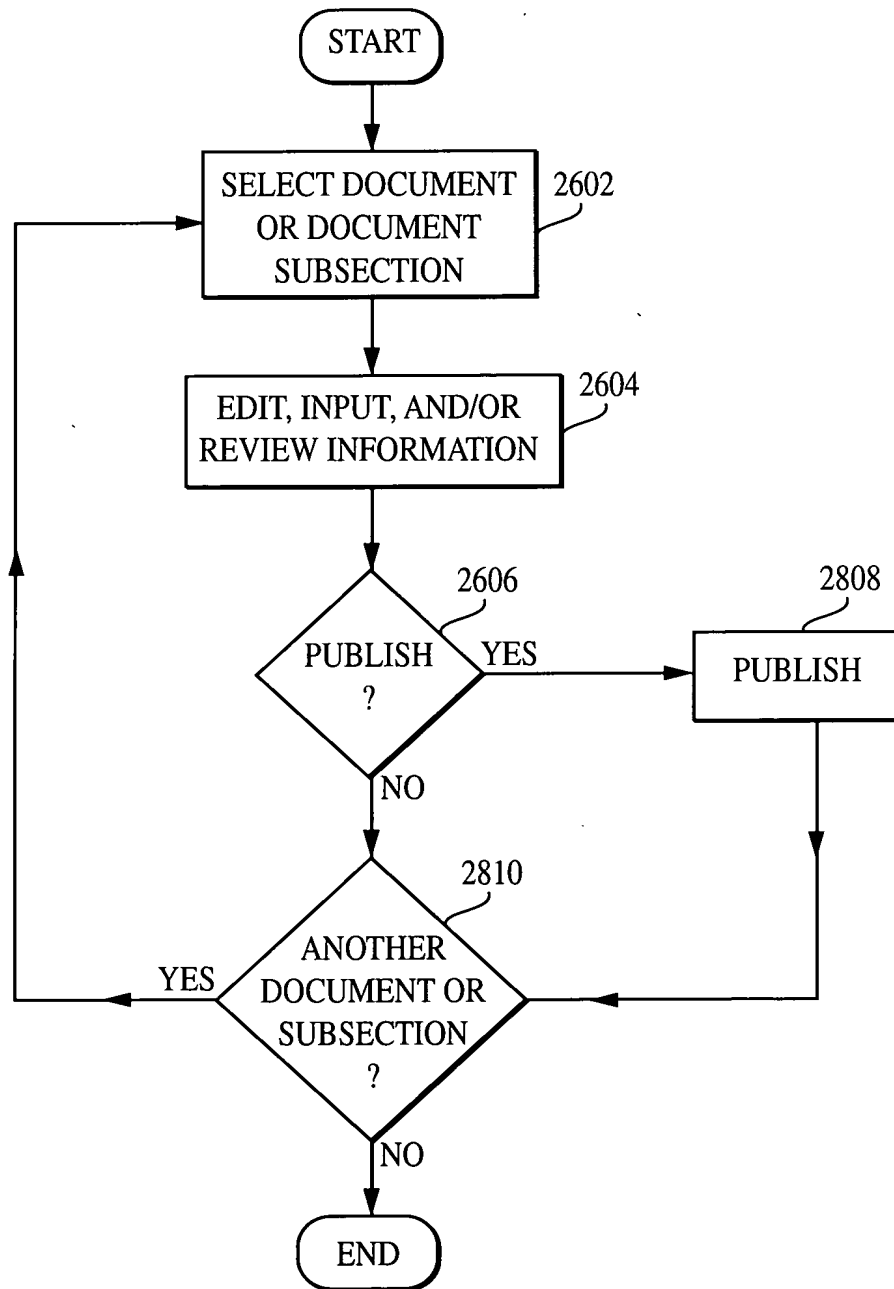 START
SELECT DOCUMENT
OR DOCUMENT
SUBSECTION
2602
EDIT, INPUT, AND/OR
REVIEW INFORMATION
2604
PUBLISH
?
2606
YES
PUBLISH
2808
NO
ANOTHER
DOCUMENT OR
SUBSECTION
?
2810
YES
NO
END